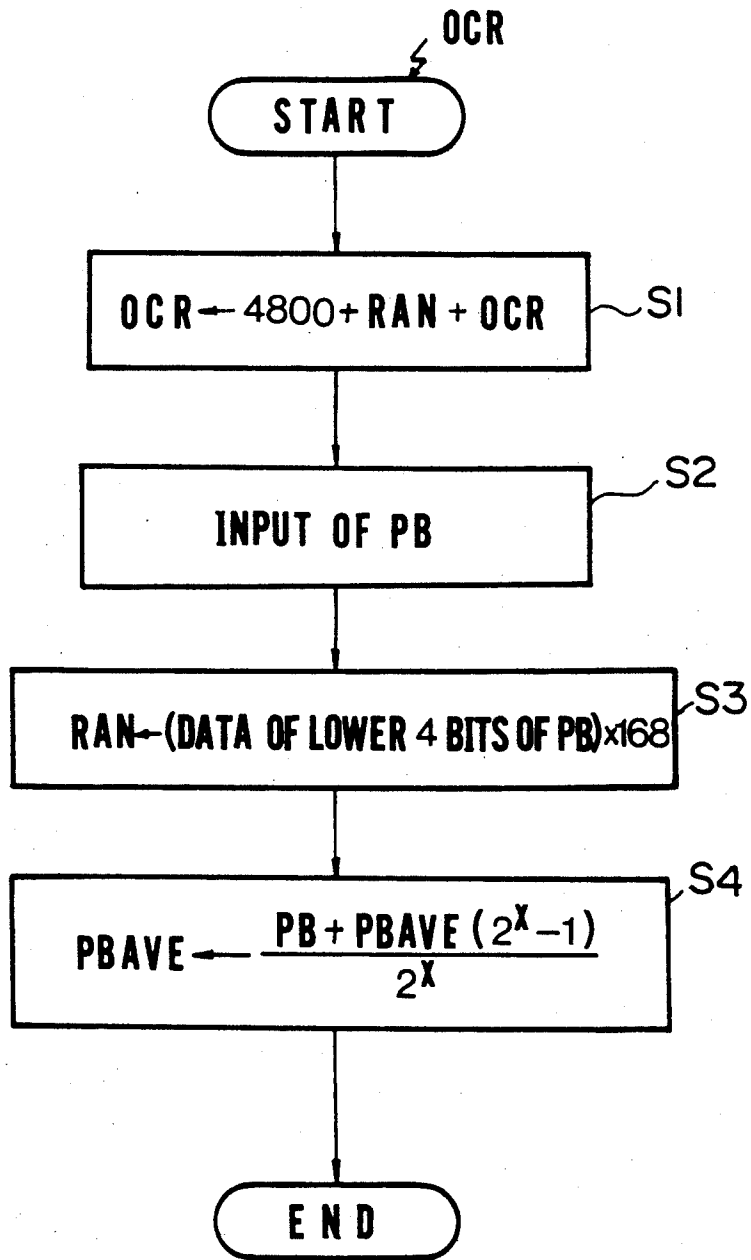 OCR
START
OCR ← 4800 + RAN + OCR
S1
S2
INPUT OF PB
S3
RAN ← (DATA OF LOWER 4 BITS OF PB) × 168
S4
PBAVE ← PB + PBAVE (2^X − 1) / 2^X
END